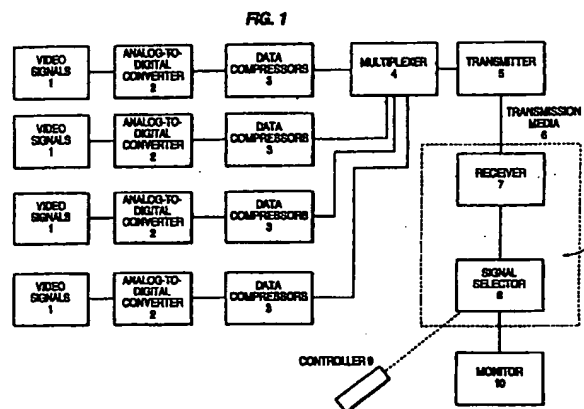 FIG. 1
VIDEO
SIGNALS
1
ANALOG-TO-
DIGITAL
CONVERTER
2
DATA
COMPRESSORS
3
MULTIPLEXER
4
TRANSMITTER
5
VIDEO
SIGNALS
1
ANALOG-TO-
DIGITAL
CONVERTER
2
DATA
COMPRESSORS
3
TRANSMISSION
MEDIA
6
VIDEO
SIGNALS
1
ANALOG-TO-
DIGITAL
CONVERTER
2
DATA
COMPRESSORS
3
RECEIVER
7
VIDEO
SIGNALS
1
ANALOG-TO-
DIGITAL
CONVERTER
2
DATA
COMPRESSORS
3
SIGNAL
SELECTOR
8
CONTROLLER 9
MONITOR
10